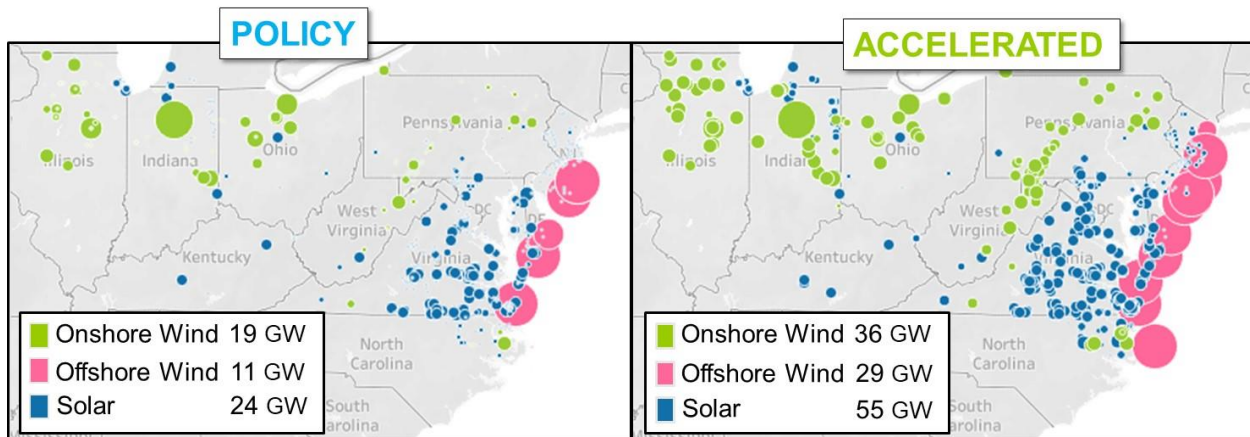 POLICY
Pennsylvania
Illinois
Indiana
Ohio
NJ
DC
DE
West
Virginia
Kentucky
Virginia
North
Carolina
South
Carolina
Onshore Wind 19 GW
Offshore Wind 11 GW
Solar 24 GW
ACCELERATED
Pennsylvania
Illinois
Indiana
Ohio
DC
West
Virginia
Kentucky
Virginia
North
Carolina
South
Carolina
Onshore Wind 36 GW
Offshore Wind 29 GW
Solar 55 GW